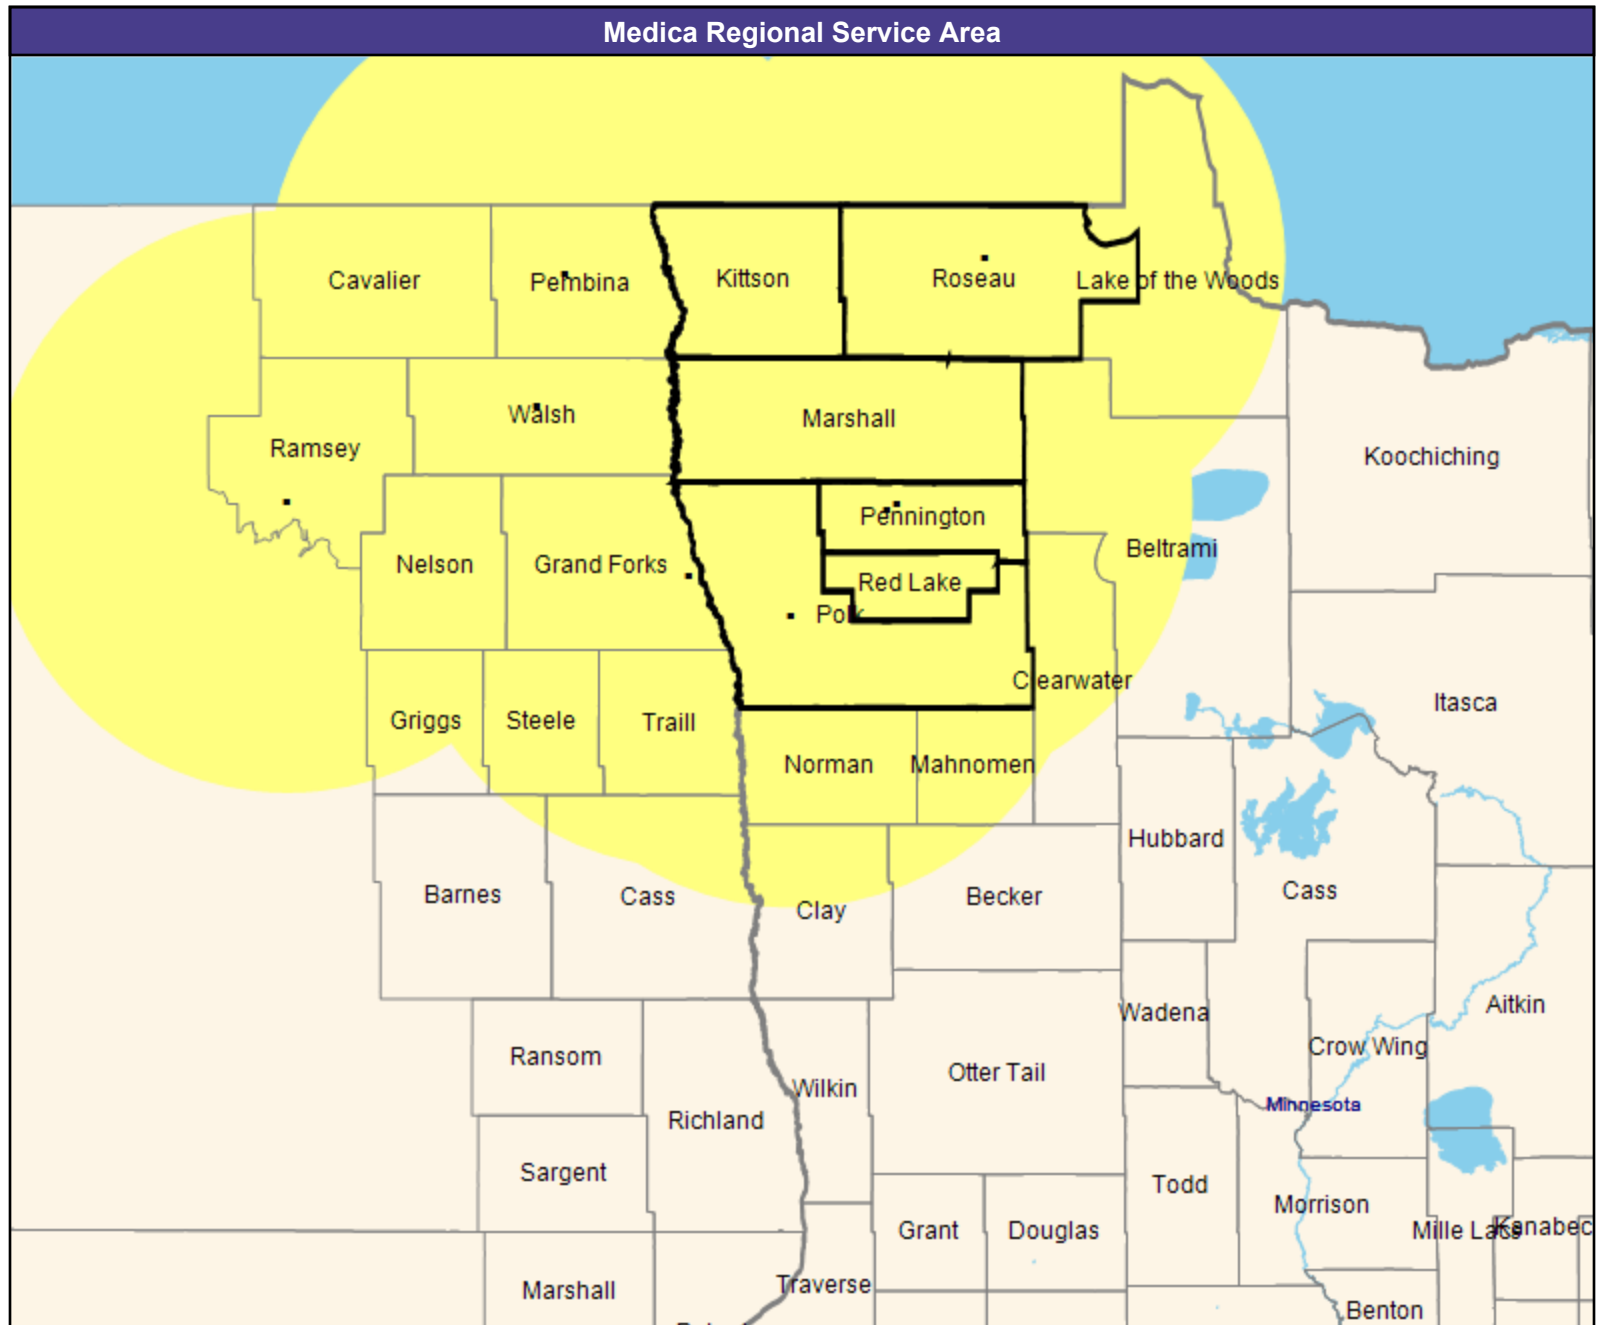 Medica Regional Service Area
Cavalier
Pembina
Kittson
Roseau
Lake of the Woods
Ramsey
Walsh
Marshall
Koochiching
Nelson
Grand Forks
Pennington
Red Lake
Polk
Beltrami
Clearwater
Griggs
Steele
Traill
Norman
Mahnomen
Itasca
Hubbard
Barnes
Cass
Clay
Becker
Cass
Ransom
Richland
Wilkin
Otter Tail
Wadena
Crow Wing
Aitkin
Minnesota
Sargent
Grant
Douglas
Todd
Morrison
Mille Lacs
Kanabec
Marshall
Traverse
Benton